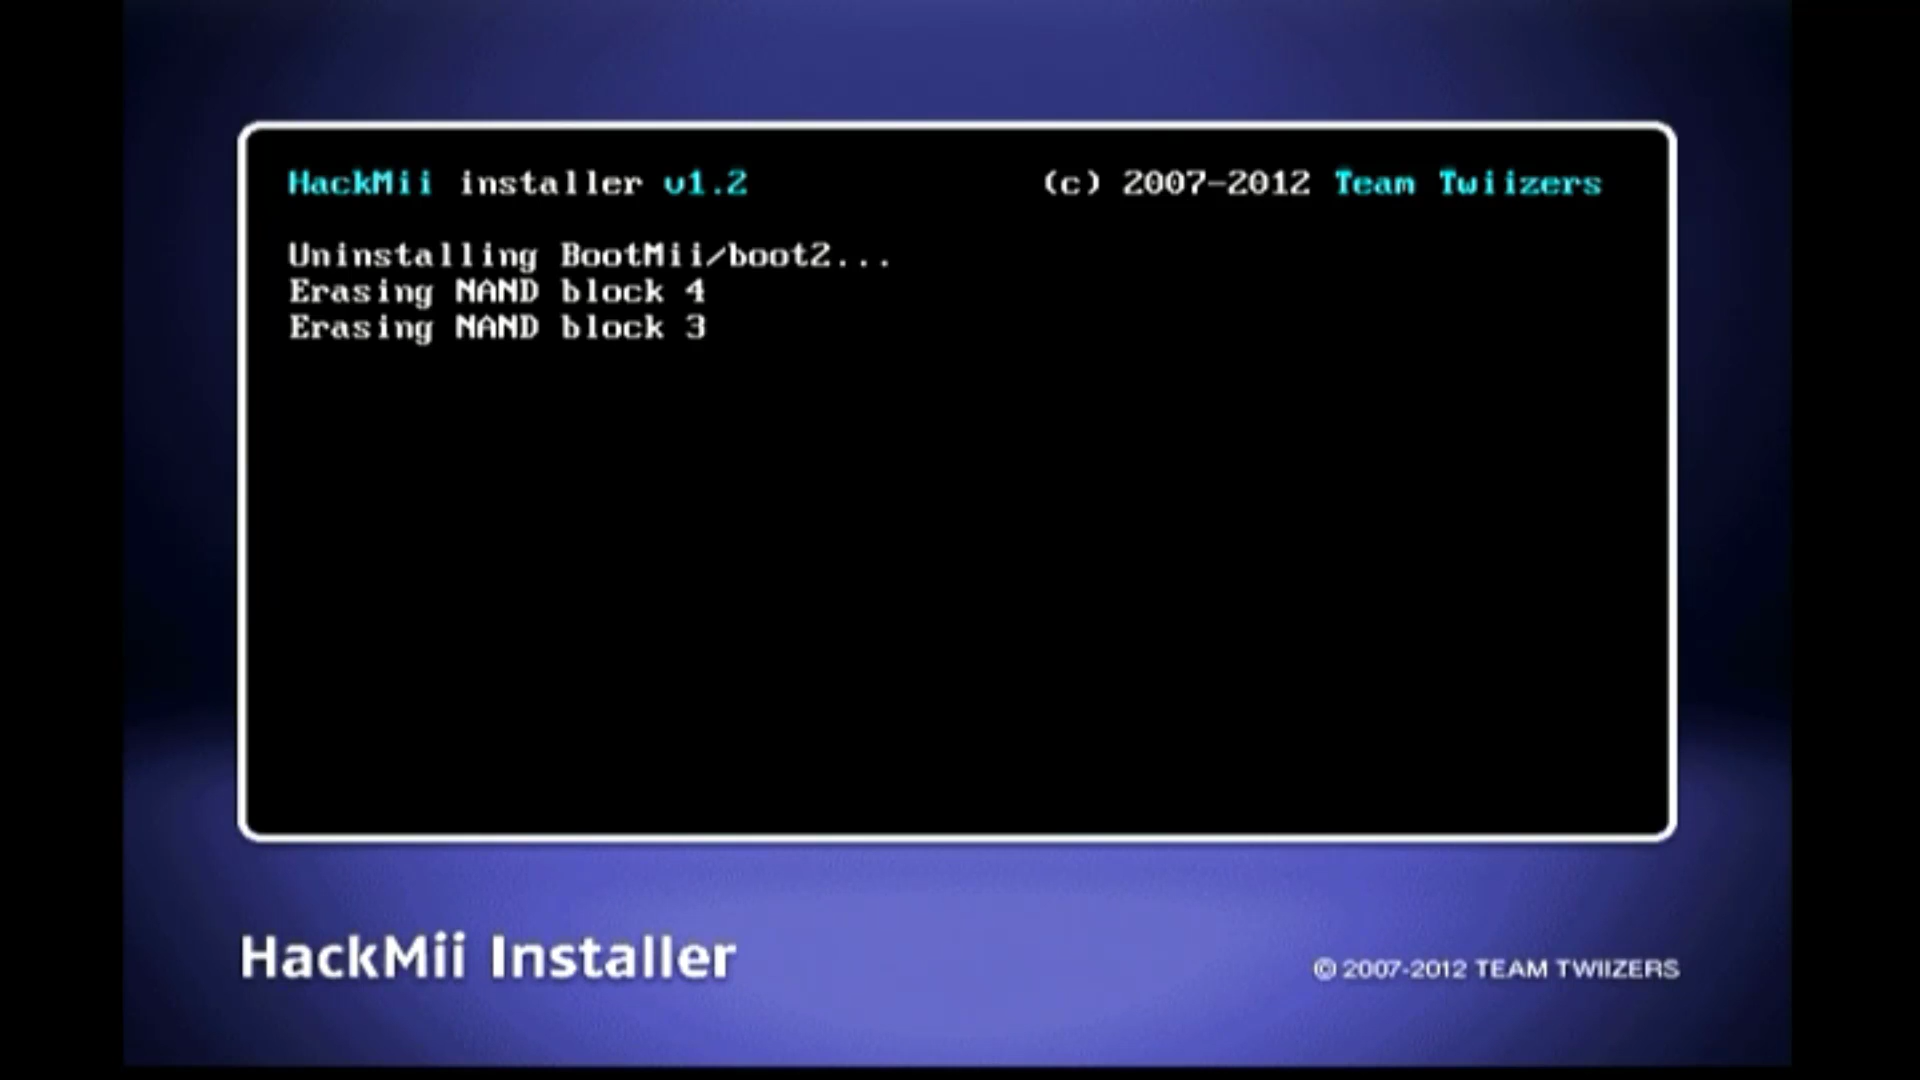 HackMii installer v1.2 (c) 2007-2012 Team Twiizers
Uninstalling BootMii/boot2...
Erasing NAND block 4
Erasing NAND block 3
HackMii Installer
© 2007-2012 TEAM TWIIZERS